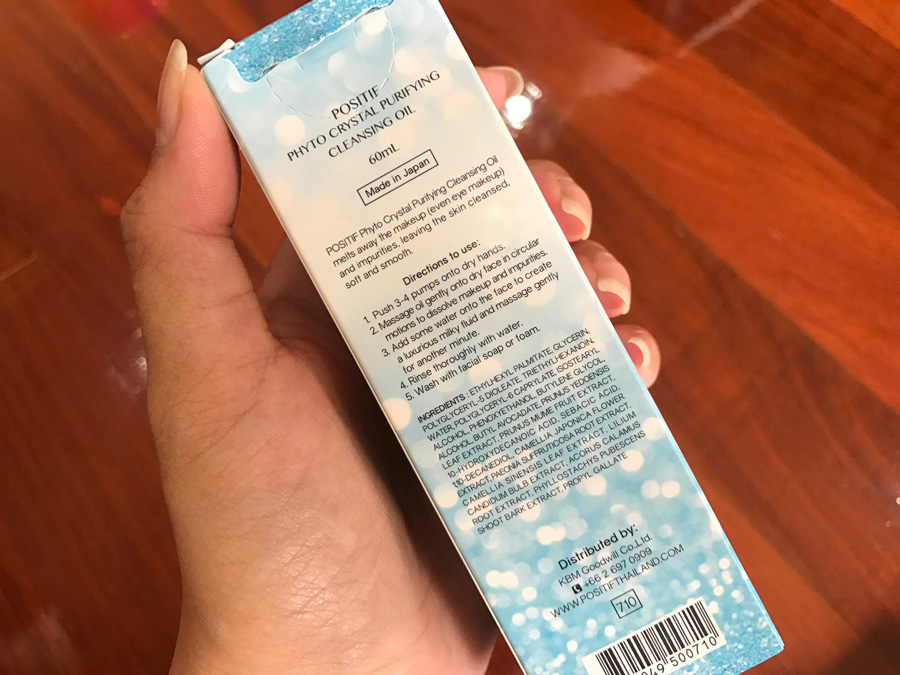 POSITIF
PHYTO CRYSTAL PURIFYING
CLEANSING OIL
60mL
Made in Japan
POSITIF Phyto Crystal Purifying Cleansing Oil
melts away the makeup (even eye makeup)
and impurities, leaving the skin cleansed,
soft and smooth.
Directions to use:
1. Push 3-4 pumps onto dry hands.
2. Massage oil gently onto dry face in circular
motions to dissolve makeup and impurities.
3. Add some water onto the face to create
a luxurious milky fluid and massage gently
for another minute.
4. Rinse thoroughly with water.
5. Wash with facial soap or foam.
INGREDIENTS : ETHYLHEXYL PALMITATE, GLYCERIN,
POLYGLYCERYL-5 DIOLEATE, TRIETHYLHEXANOIN,
WATER, POLYGLYCERYL-6 CAPRYLATE, ISOSTEARYL
ALCOHOL, PHENOXYETHANOL, BUTYLENE GLYCOL,
ALCOHOL, BUTYL AVOCADATE, PRUNUS YEDOENSIS
LEAF EXTRACT, PRUNUS MUME FRUIT EXTRACT,
10-HYDROXYDECANOIC ACID, SEBACIC ACID,
1,10-DECANEDIOL, CAMELLIA JAPONICA FLOWER
EXTRACT, PAEONIA SUFFRUTICOSA ROOT EXTRACT,
CAMELLIA SINENSIS LEAF EXTRACT, LILIUM
CANDIDUM BULB EXTRACT, ACORUS CALAMUS
ROOT EXTRACT, PHYLLOSTACHYS PUBESCENS
SHOOT BARK EXTRACT, PROPYL GALLATE
Distributed by:
KBM Goodwill Co.,Ltd.
+66 2 697 0909
WWW.POSITIFTHAILAND.COM
710
049 500710